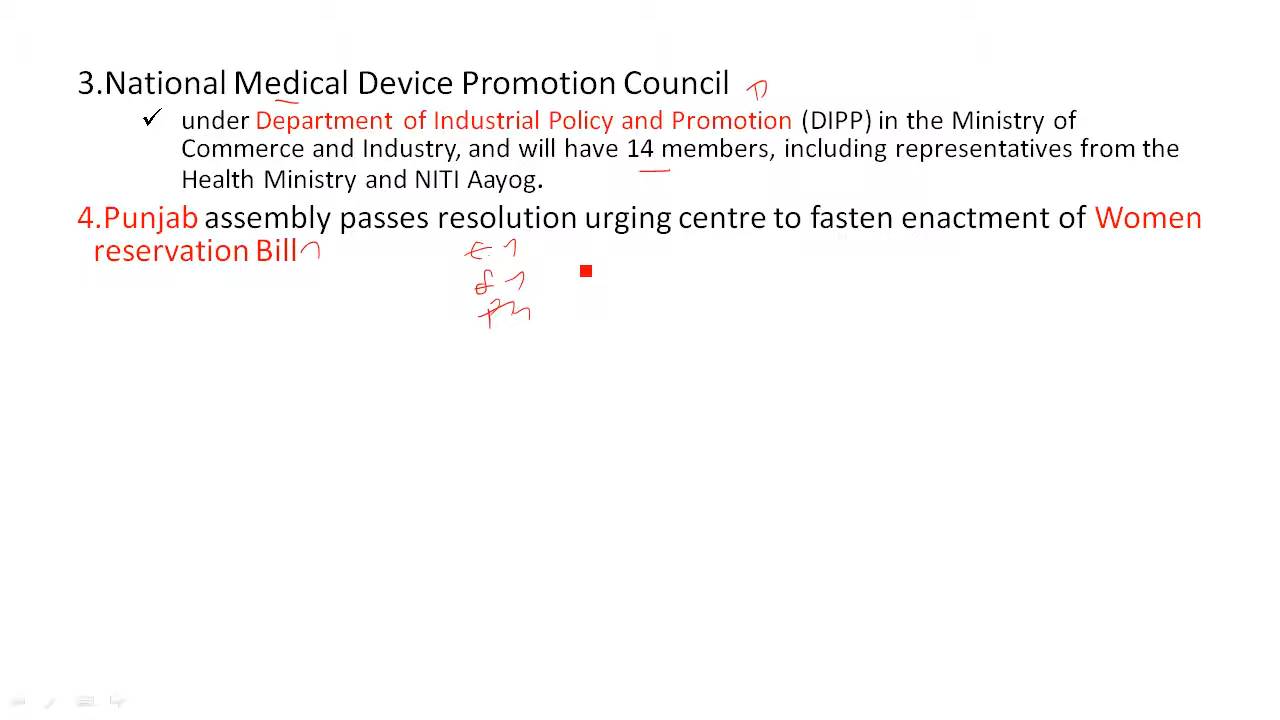 3.National Medical Device Promotion Council
✓ under Department of Industrial Policy and Promotion (DIPP) in the Ministry of
Commerce and Industry, and will have 14 members, including representatives from the
Health Ministry and NITI Aayog.
4.Punjab assembly passes resolution urging centre to fasten enactment of Women
reservation Bill